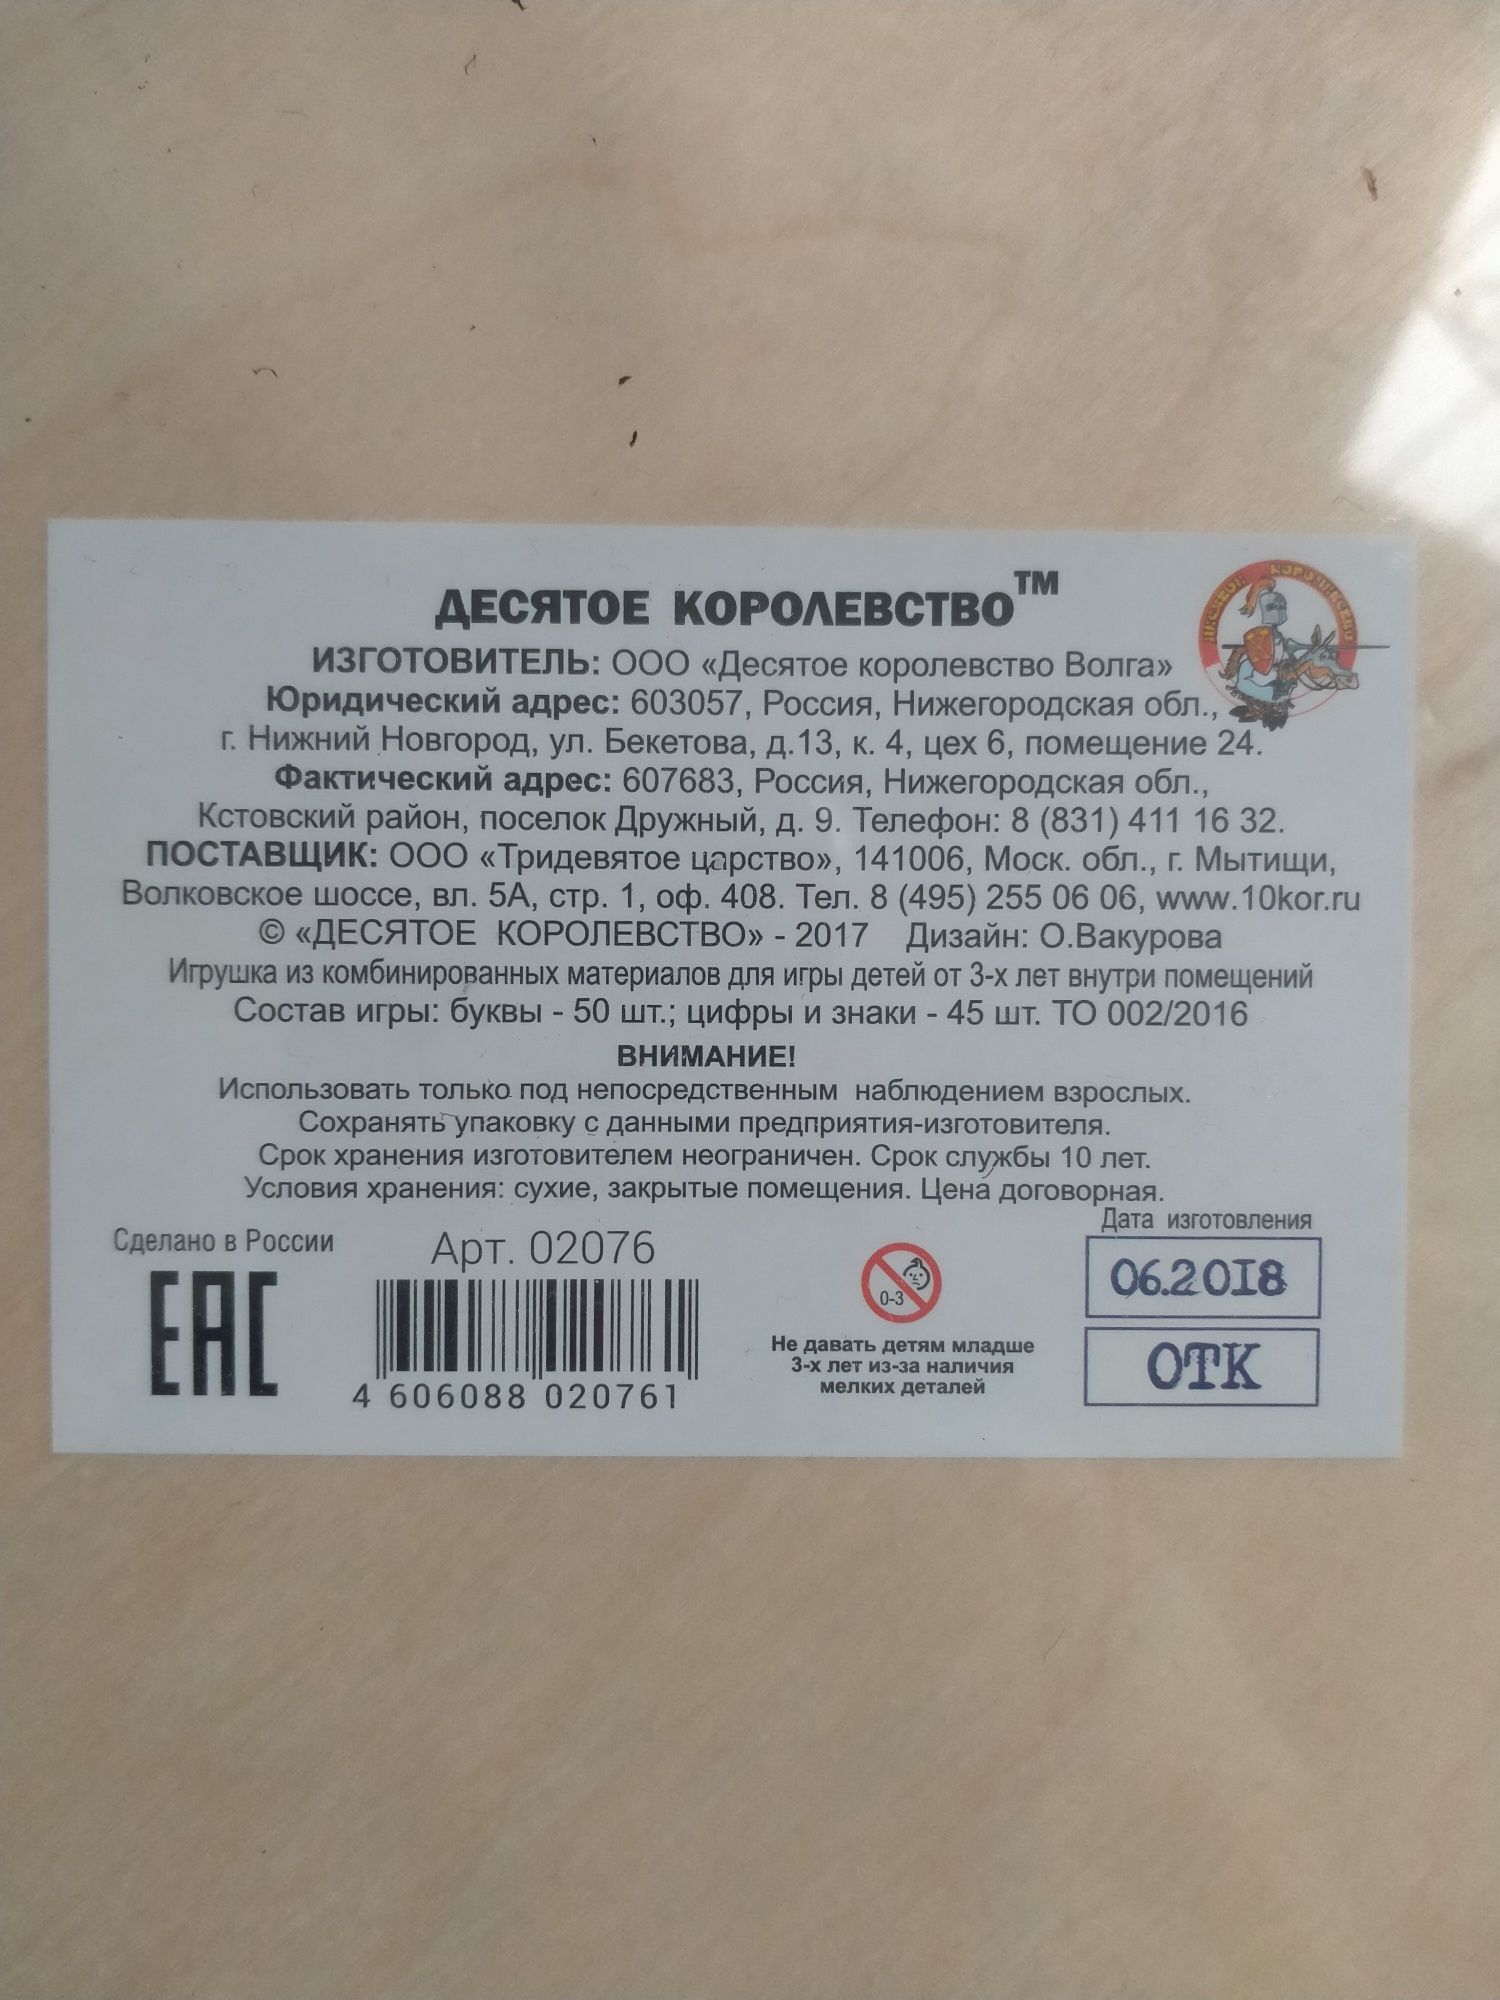 ДЕСЯТОЕ КОРОЛЕВСТВО™
ДЕСЯТОЕ КОРОЛЕВСТВО
ИЗГОТОВИТЕЛЬ: ООО «Десятое королевство Волга»
Юридический адрес: 603057, Россия, Нижегородская обл.,
г. Нижний Новгород, ул. Бекетова, д.13, к. 4, цех 6, помещение 24.
Фактический адрес: 607683, Россия, Нижегородская обл.,
Кстовский район, поселок Дружный, д. 9. Телефон: 8 (831) 411 16 32.
ПОСТАВЩИК: ООО «Тридевятое царство», 141006, Моск. обл., г. Мытищи,
Волковское шоссе, вл. 5А, стр. 1, оф. 408. Тел. 8 (495) 255 06 06, www.10kor.ru
© «ДЕСЯТОЕ КОРОЛЕВСТВО» - 2017 Дизайн: О.Вакурова
Игрушка из комбинированных материалов для игры детей от 3-х лет внутри помещений
Состав игры: буквы - 50 шт.; цифры и знаки - 45 шт. ТО 002/2016
ВНИМАНИЕ!
Использовать только под непосредственным наблюдением взрослых.
Сохранять упаковку с данными предприятия-изготовителя.
Срок хранения изготовителем неограничен. Срок службы 10 лет.
Условия хранения: сухие, закрытые помещения. Цена договорная.
Сделано в России
EAC
Арт. 02076
4 606088 020761
0-3
Не давать детям младше
3-х лет из-за наличия
мелких деталей
Дата изготовления
06.2018
ОТК